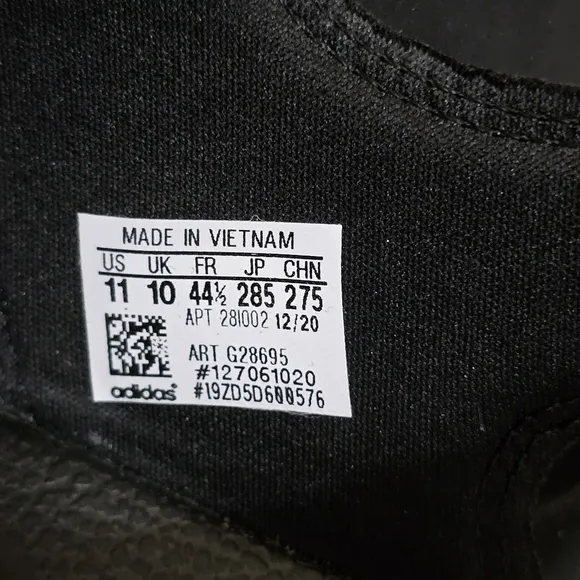 MADE IN VIETNAM
US UK FR JP CHN
11 10 44½ 285 275
APT 28I002 12/20
ART G28695
#127061020
adidas® #19ZD5D600576